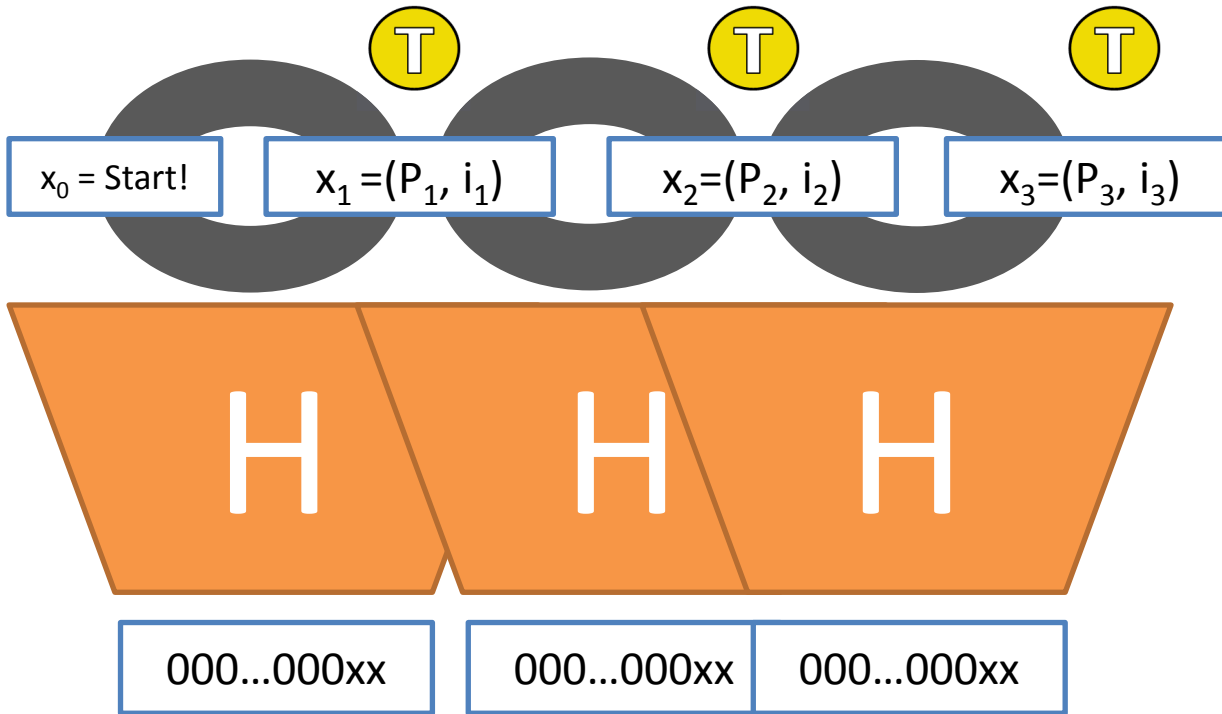 T T T
x₀ = Start! x₁ =(P₁, i₁) x₂=(P₂, i₂) x₃=(P₃, i₃)
H H H
000...000xx 000...000xx 000...000xx